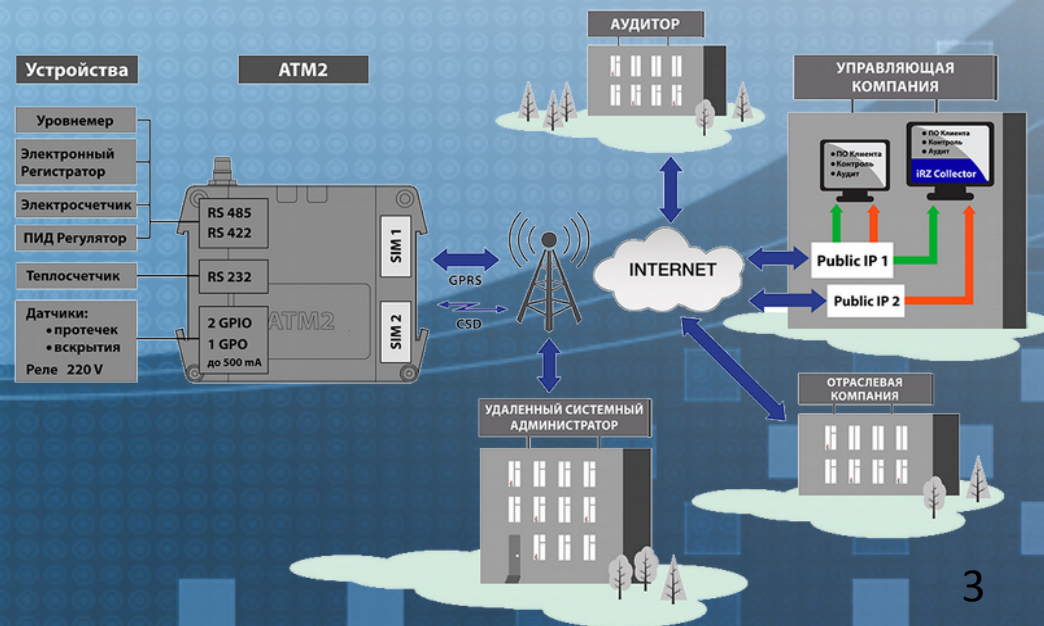 Устройства
Уровнемер
Электронный
Регистратор
Электросчетчик
ПИД Регулятор
Теплосчетчик
Датчики:
• протечек
• вскрытия
Реле 220 V
ATM2
RS 485
RS 422
RS 232
2 GPIO
1 GPO
до 500 mA
ATM2
SIM 1
SIM 2
GPRS
CSD
АУДИТОР
INTERNET
УПРАВЛЯЮЩАЯ
КОМПАНИЯ
• ПО Клиента
• Контроль
• Аудит
• ПО Клиента
• Контроль
• Аудит
iRZ Collector
Public IP 1
Public IP 2
УДАЛЕННЫЙ СИСТЕМНЫЙ
АДМИНИСТРАТОР
ОТРАСЛЕВАЯ
КОМПАНИЯ
3